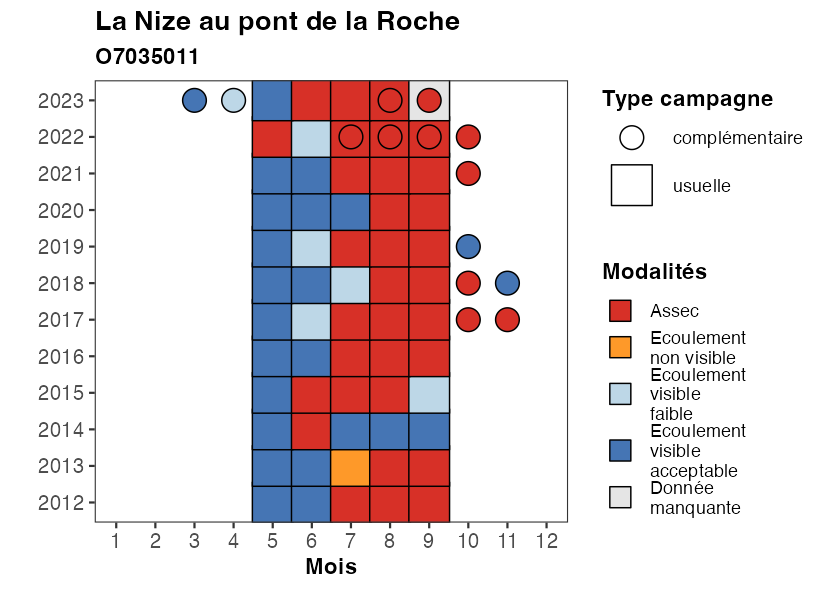 La Nize au pont de la Roche
O7035011
2023
2022
2021
2020
2019
2018
2017
2016
2015
2014
2013
2012
1 2 3 4 5 6 7 8 9 10 11 12
Mois
Type campagne
complémentaire
usuelle
Modalités
Assec
Ecoulement
non visible
Ecoulement
visible
faible
Ecoulement
visible
acceptable
Donnée
manquante